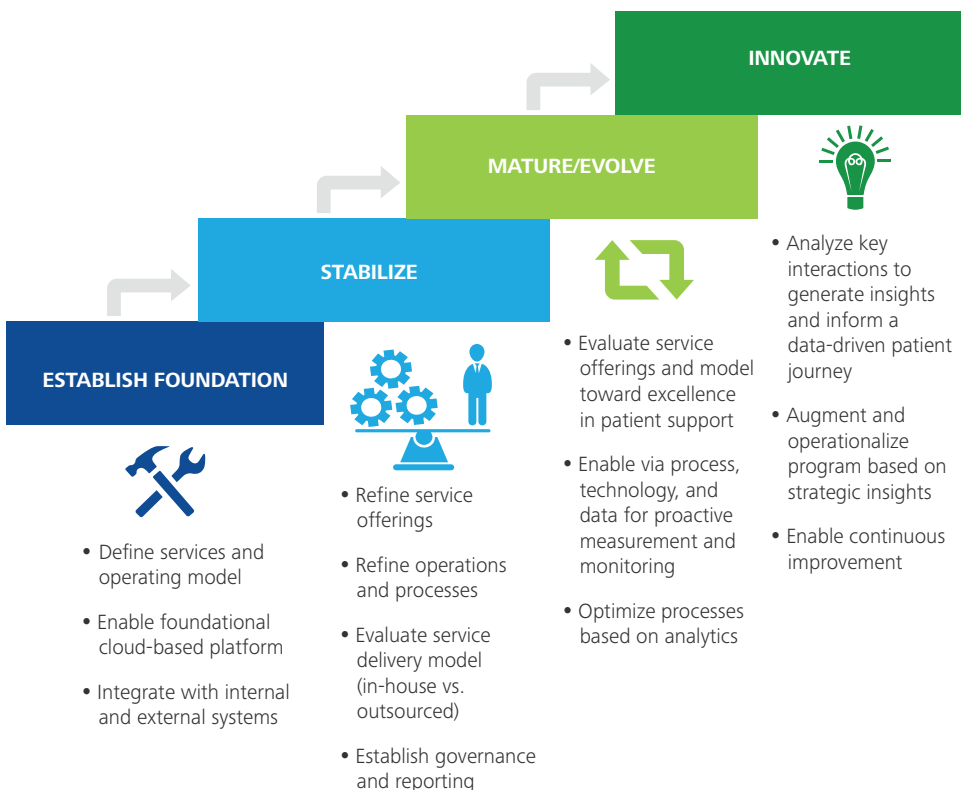 INNOVATE
MATURE/EVOLVE
STABILIZE
ESTABLISH FOUNDATION
• Define services and
operating model
• Enable foundational
cloud-based platform
• Integrate with internal
and external systems
• Refine service
offerings
• Refine operations
and processes
• Evaluate service
delivery model
(in-house vs.
outsourced)
• Establish governance
and reporting
• Evaluate service
offerings and model
toward excellence
in patient support
• Enable via process,
technology, and
data for proactive
measurement and
monitoring
• Optimize processes
based on analytics
• Analyze key
interactions to
generate insights
and inform a
data-driven patient
journey
• Augment and
operationalize
program based on
strategic insights
• Enable continuous
improvement